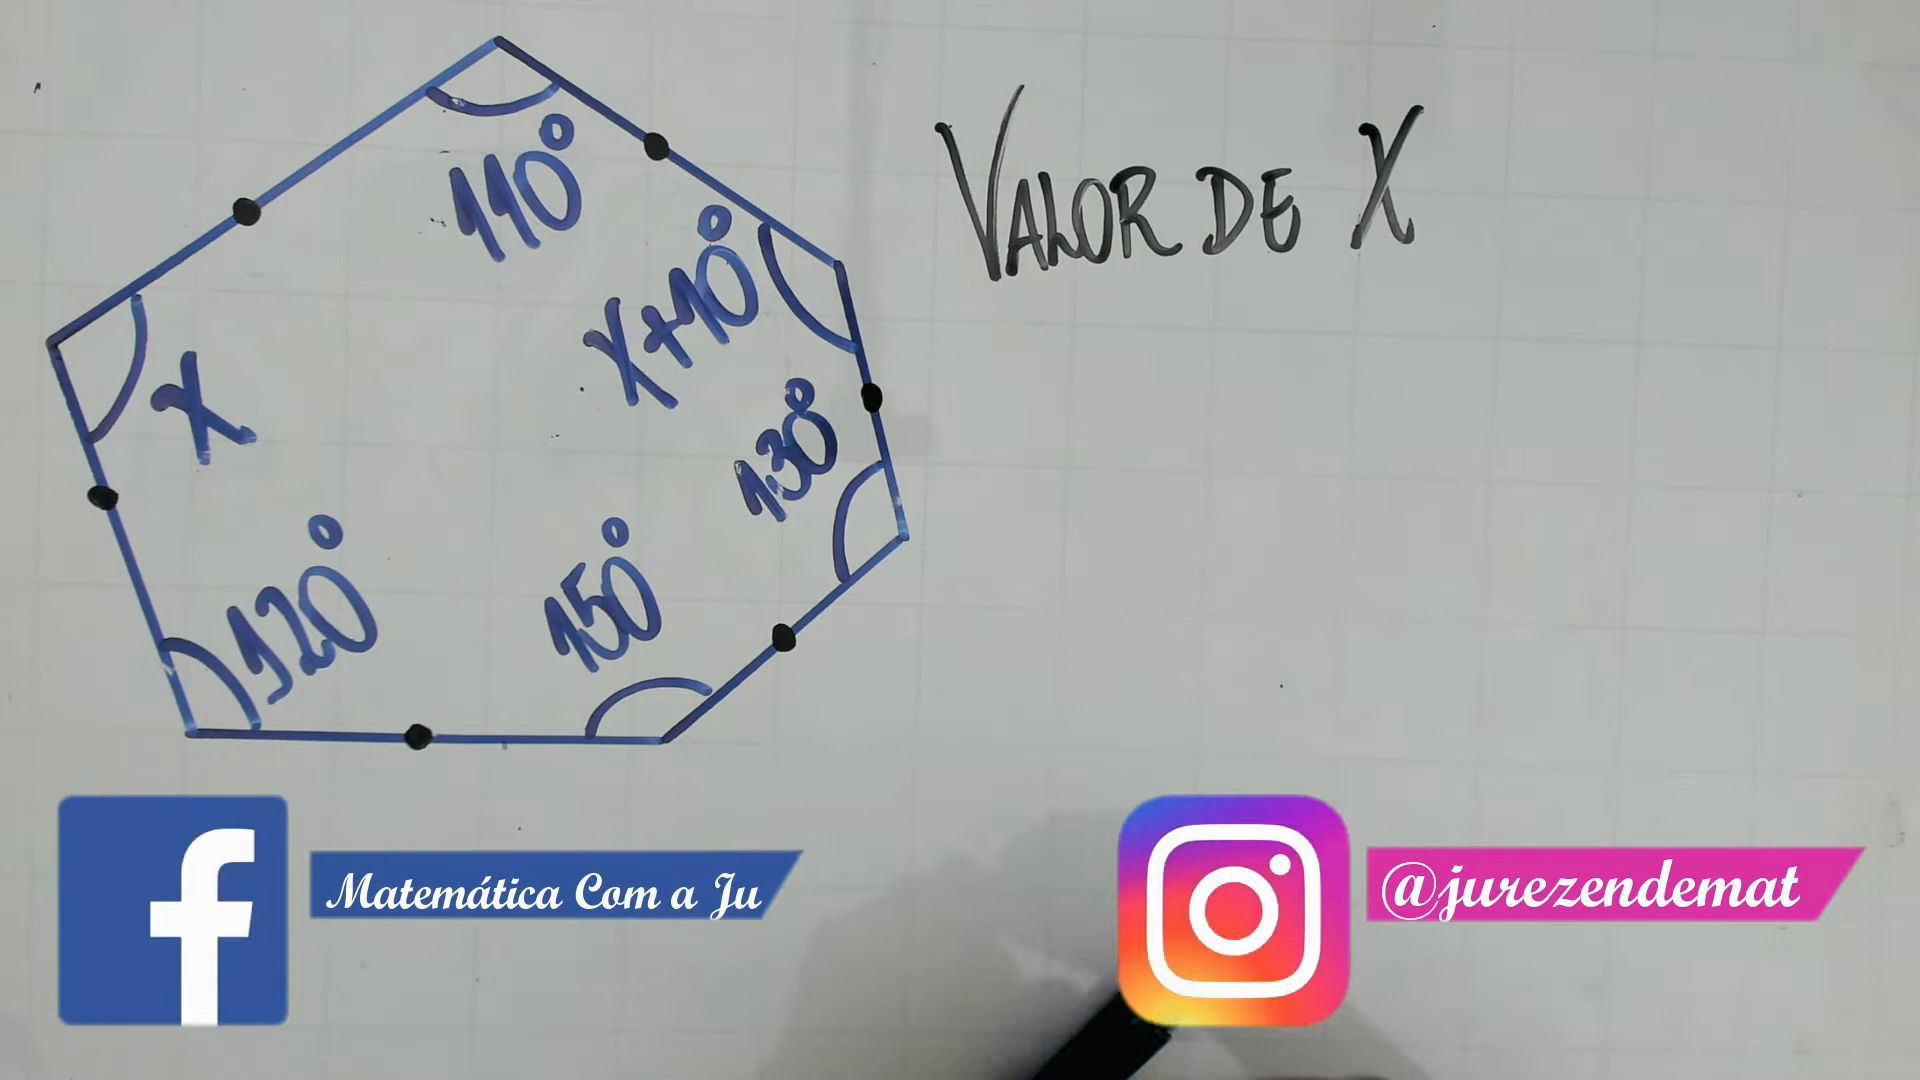 110°
VALOR DE X
X+10°
X
130°
120°
150°
Matemática Com a Ju
@jurezendemat